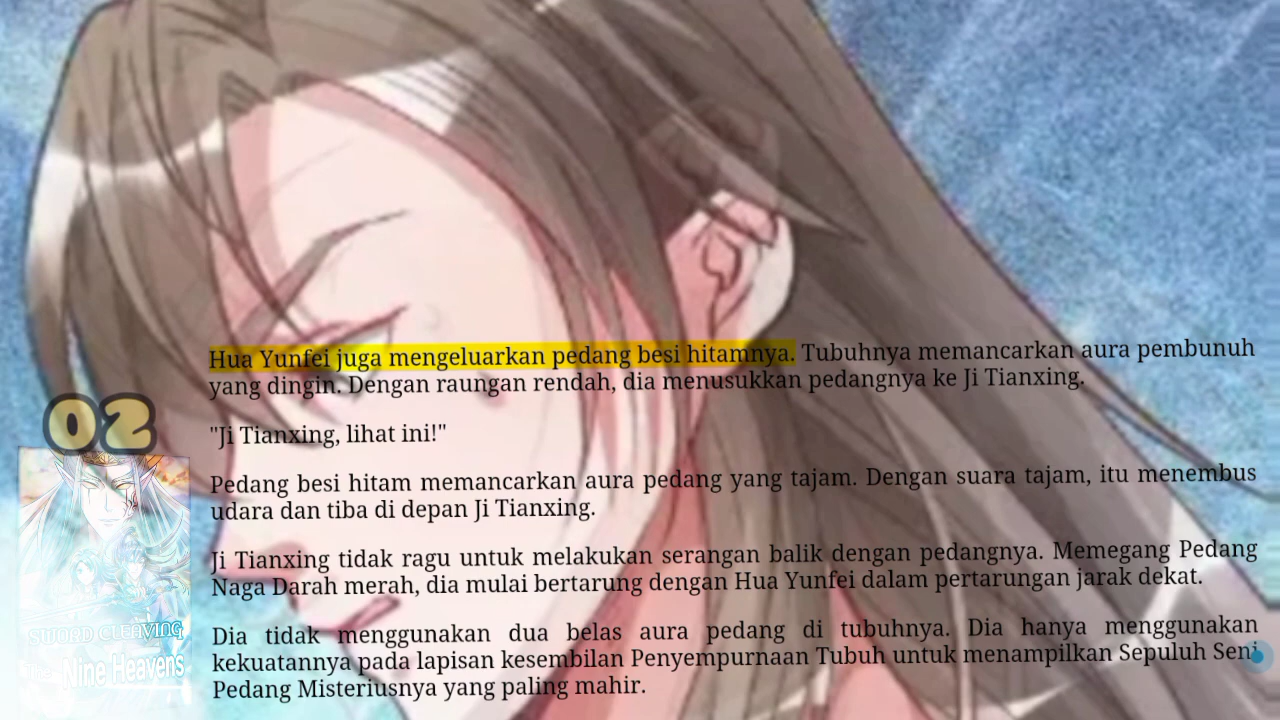 Hua Yunfei juga mengeluarkan pedang besi hitamnya. Tubuhnya memancarkan aura pembunuh
yang dingin. Dengan raungan rendah, dia menusukkan pedangnya ke Ji Tianxing.
"Ji Tianxing, lihat ini!"
Pedang besi hitam memancarkan aura pedang yang tajam. Dengan suara tajam, itu menembus
udara dan tiba di depan Ji Tianxing.
Ji Tianxing tidak ragu untuk melakukan serangan balik dengan pedangnya. Memegang Pedang
Naga Darah merah, dia mulai bertarung dengan Hua Yunfei dalam pertarungan jarak dekat.
Dia tidak menggunakan dua belas aura pedang di tubuhnya. Dia hanya menggunakan
kekuatannya pada lapisan kesembilan Penyempurnaan Tubuh untuk menampilkan Sepuluh Seni
Pedang Misteriusnya yang paling mahir.
02
SWORD CLEAVING
The Nine Heavens